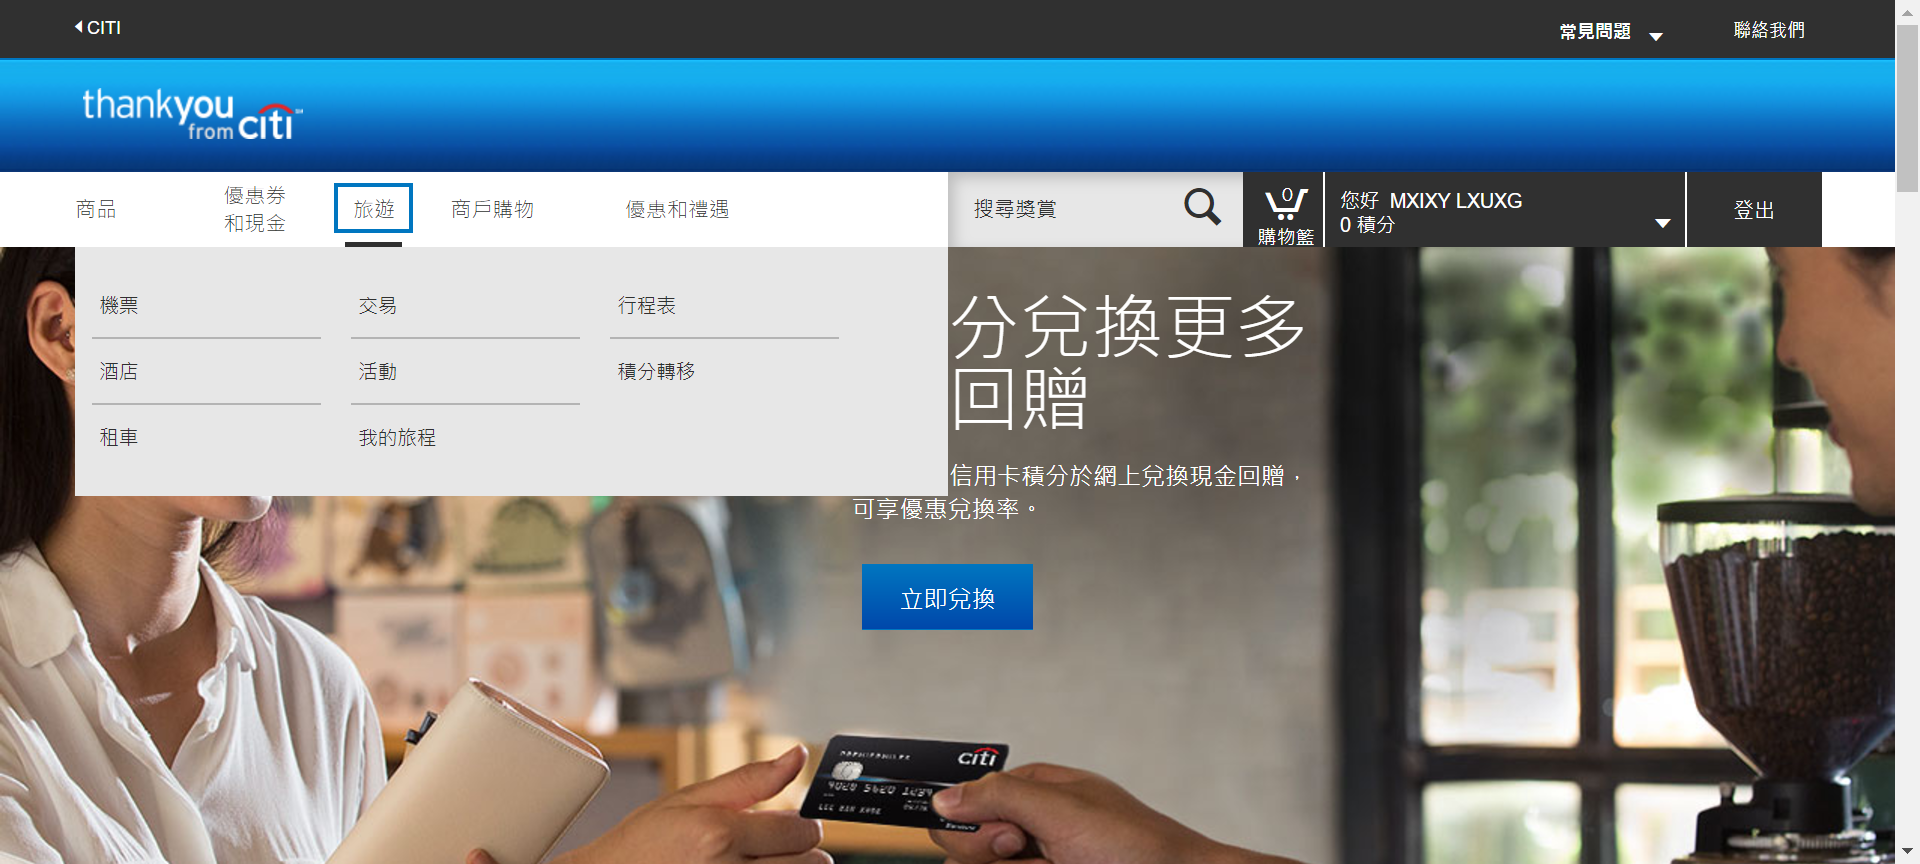 CITI
常見問題
聯絡我們
thankyou
from citi
商品
優惠券
和現金
旅遊
商戶購物
優惠和禮遇
搜尋獎賞
0
購物籃
您好 MXIXY LXUXG
0 積分
登出
機票
交易
行程表
酒店
活動
積分轉移
租車
我的旅程
分兌換更多
回贈
信用卡積分於網上兌換現金回贈，
可享優惠兌換率。
立即兌換
citi